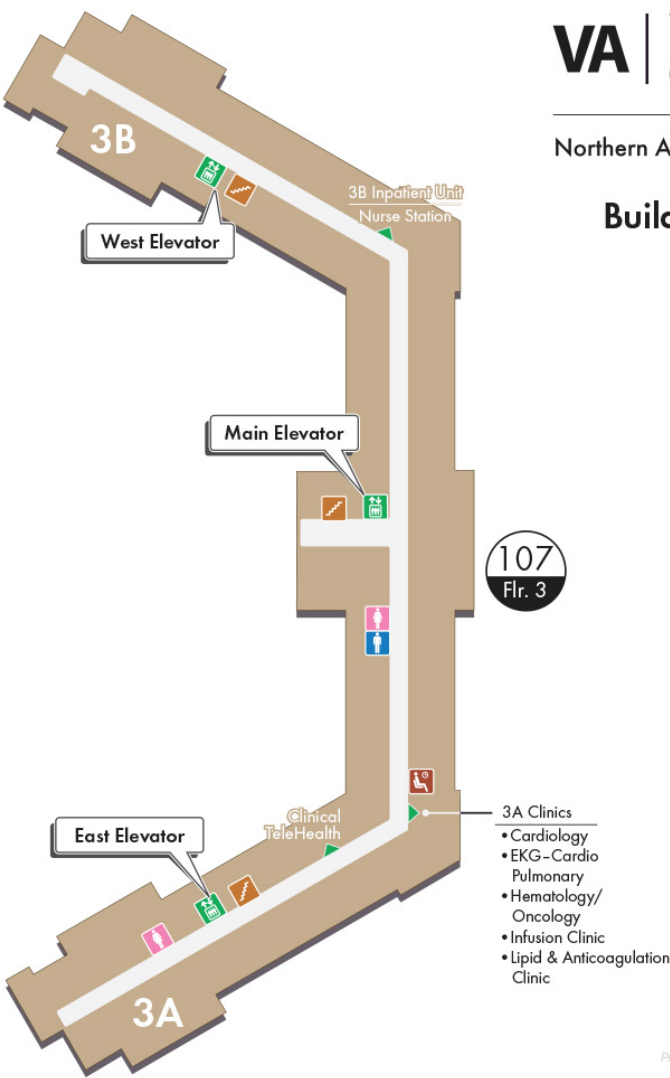 VA
Northern A
Build
3B
3B Inpatient Unit
Nurse Station
West Elevator
Main Elevator
107
Flr. 3
3A Clinics
• Cardiology
• EKG–Cardio
Pulmonary
• Hematology/
Oncology
• Infusion Clinic
• Lipid & Anticoagulation
Clinic
Clinical
TeleHealth
East Elevator
3A